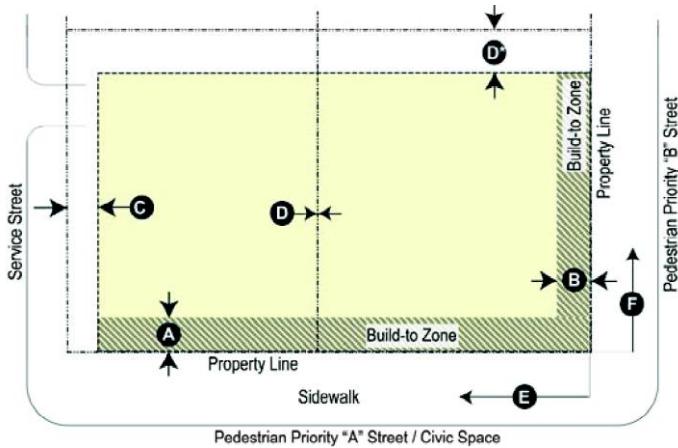 D*
Build-to Zone
Property Line
Pedestrian Priority "B" Street
Service Street
C
D
B
F
A
Build-to Zone
Property Line
Sidewalk
E
Pedestrian Priority "A" Street / Civic Space